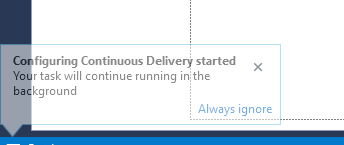 Configuring Continuous Delivery started
Your task will continue running in the
background
Always ignore